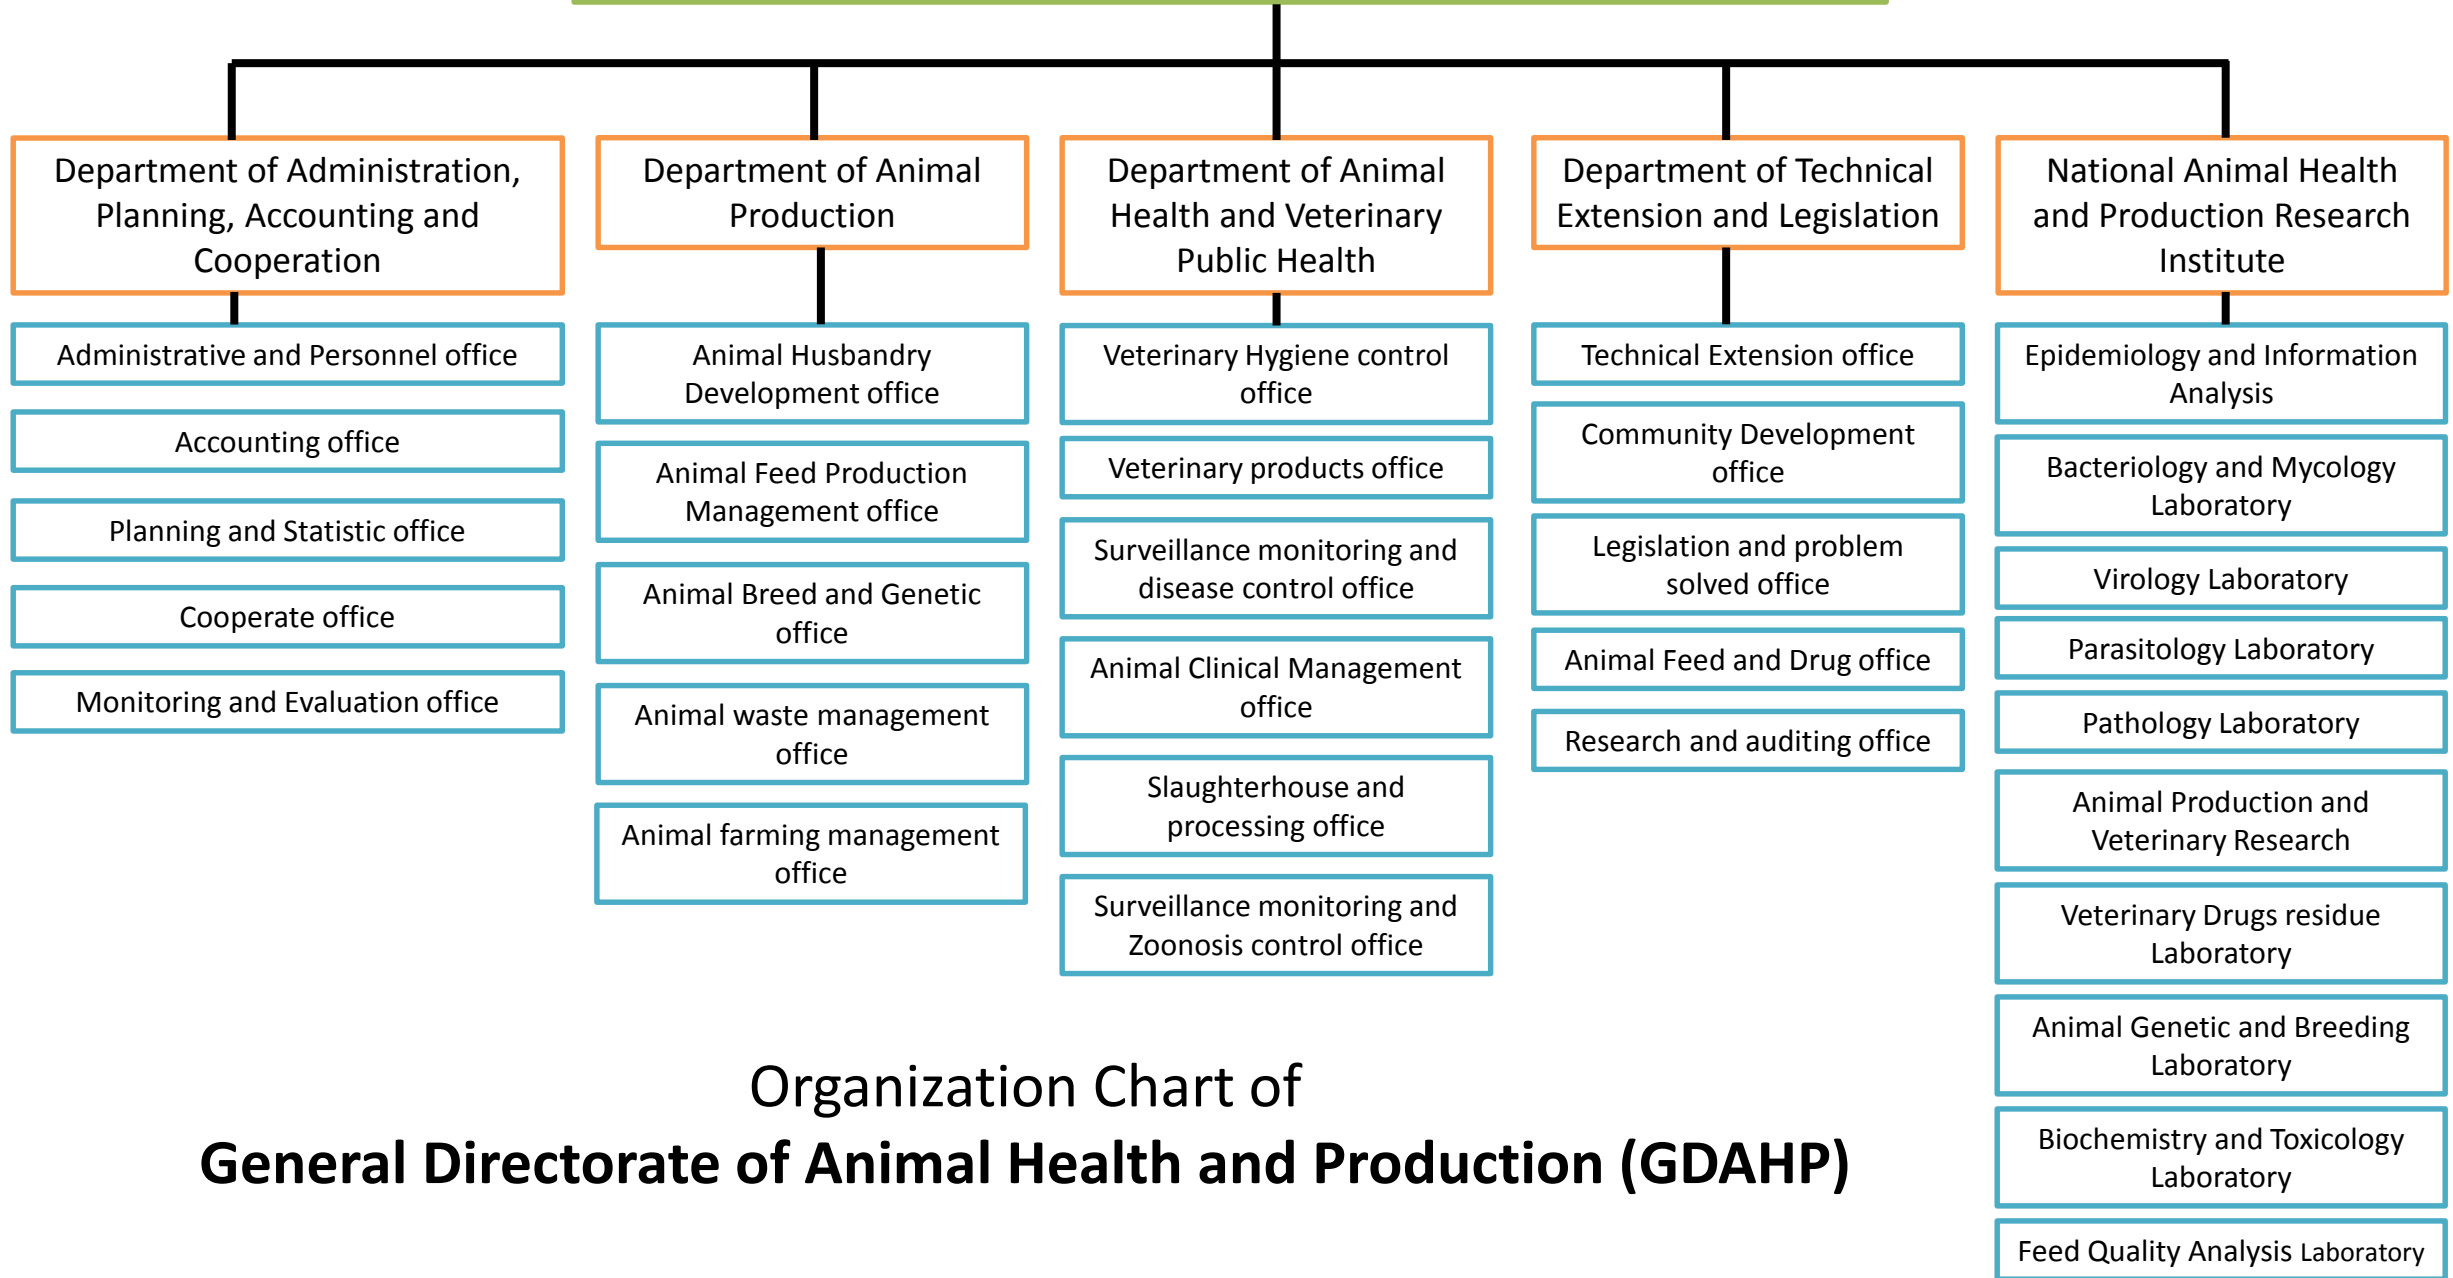 Department of Administration,
Planning, Accounting and
Cooperation
Administrative and Personnel office
Accounting office
Planning and Statistic office
Cooperate office
Monitoring and Evaluation office
Department of Animal
Production
Animal Husbandry
Development office
Animal Feed Production
Management office
Animal Breed and Genetic
office
Animal waste management
office
Animal farming management
office
Department of Animal
Health and Veterinary
Public Health
Veterinary Hygiene control
office
Veterinary products office
Surveillance monitoring and
disease control office
Animal Clinical Management
office
Slaughterhouse and
processing office
Surveillance monitoring and
Zoonosis control office
Department of Technical
Extension and Legislation
Technical Extension office
Community Development
office
Legislation and problem
solved office
Animal Feed and Drug office
Research and auditing office
National Animal Health
and Production Research
Institute
Epidemiology and Information
Analysis
Bacteriology and Mycology
Laboratory
Virology Laboratory
Parasitology Laboratory
Pathology Laboratory
Animal Production and
Veterinary Research
Veterinary Drugs residue
Laboratory
Animal Genetic and Breeding
Laboratory
Biochemistry and Toxicology
Laboratory
Feed Quality Analysis Laboratory
Organization Chart of
General Directorate of Animal Health and Production (GDAHP)